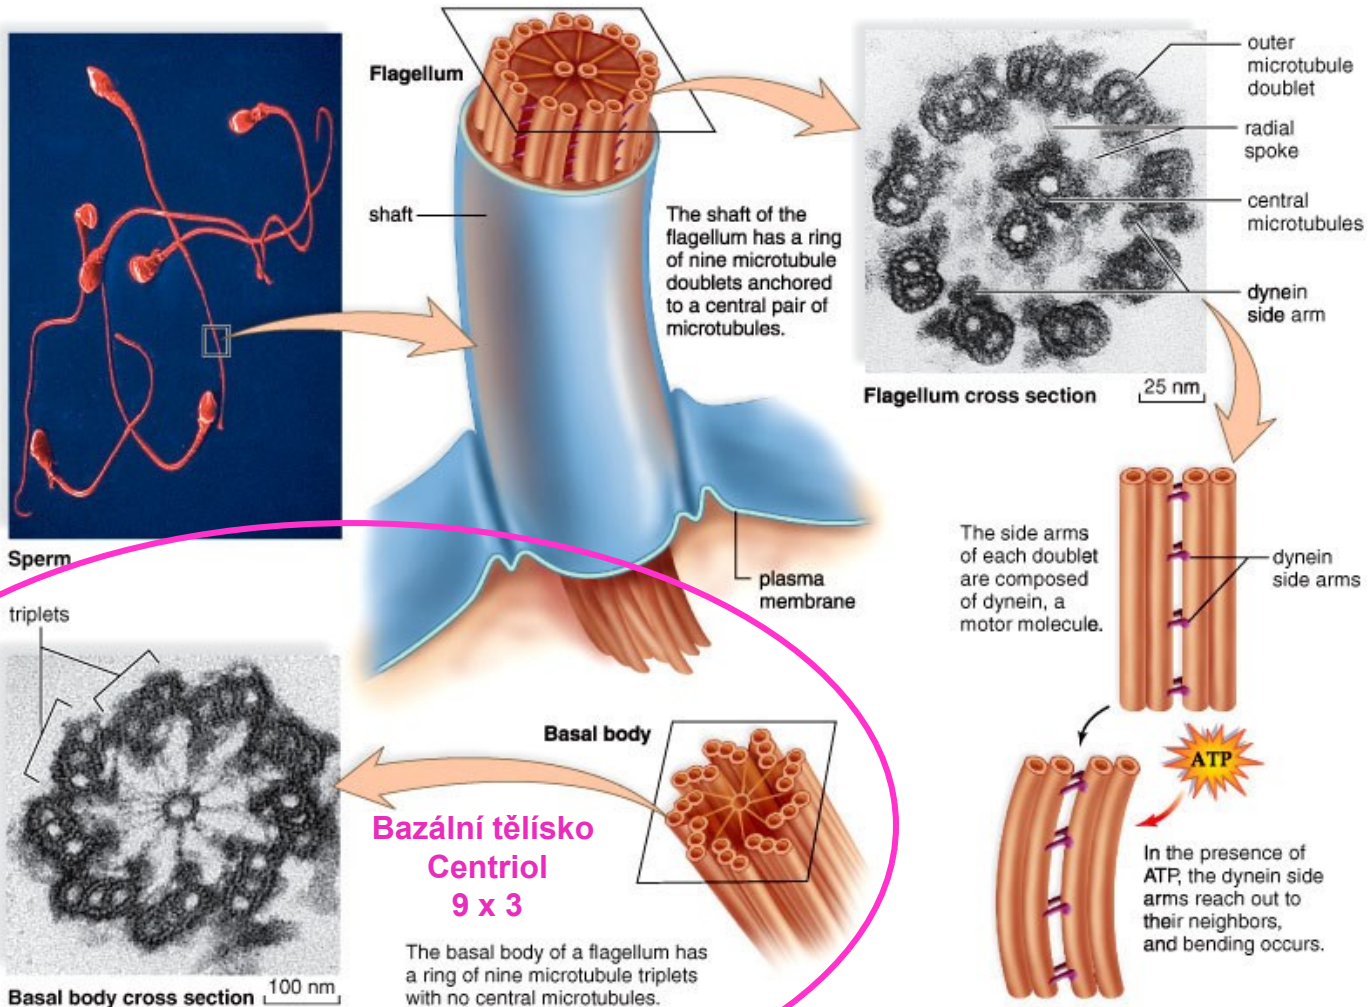 Flagellum
shaft
The shaft of the
flagellum has a ring
of nine microtubule
doublets anchored
to a central pair of
microtubules.
outer
microtubule
doublet
radial
spoke
central
microtubules
dynein
side arm
Flagellum cross section
25 nm
Sperm
plasma
membrane
The side arms
of each doublet
are composed
of dynein, a
motor molecule.
dynein
side arms
ATP
In the presence of
ATP, the dynein side
arms reach out to
their neighbors,
and bending occurs.
triplets
Basal body
Bazální tělísko
Centriol
9 x 3
The basal body of a flagellum has
a ring of nine microtubule triplets
with no central microtubules.
Basal body cross section
100 nm